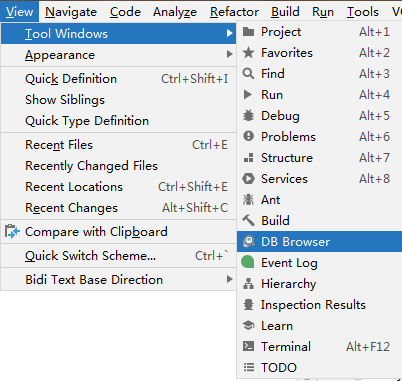 View Navigate Code Analyze Refactor Build Run Tools
Tool Windows
Appearance
Quick Definition Ctrl+Shift+I
Show Siblings
Quick Type Definition
Recent Files Ctrl+E
Recently Changed Files
Recent Locations Ctrl+Shift+E
Recent Changes Alt+Shift+C
Compare with Clipboard
Quick Switch Scheme... Ctrl+`
Bidi Text Base Direction
Project Alt+1
Favorites Alt+2
Find Alt+3
Run Alt+4
Debug Alt+5
Problems Alt+6
Structure Alt+7
Services Alt+8
Ant
Build
DB Browser
Event Log
Hierarchy
Inspection Results
Learn
Terminal Alt+F12
TODO